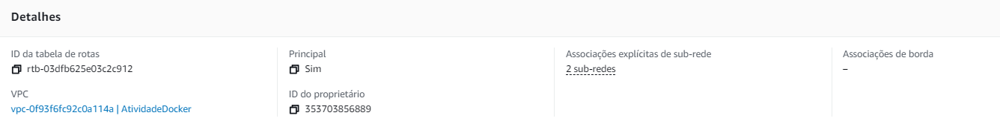 Detalhes
ID da tabela de rotas
rtb-03dfb625e03c2c912
Principal
Sim
Associações explícitas de sub-rede
2 sub-redes
Associações de borda
–
VPC
vpc-0f93f6fc92c0a114a | AtividadeDocker
ID do proprietário
353703856889